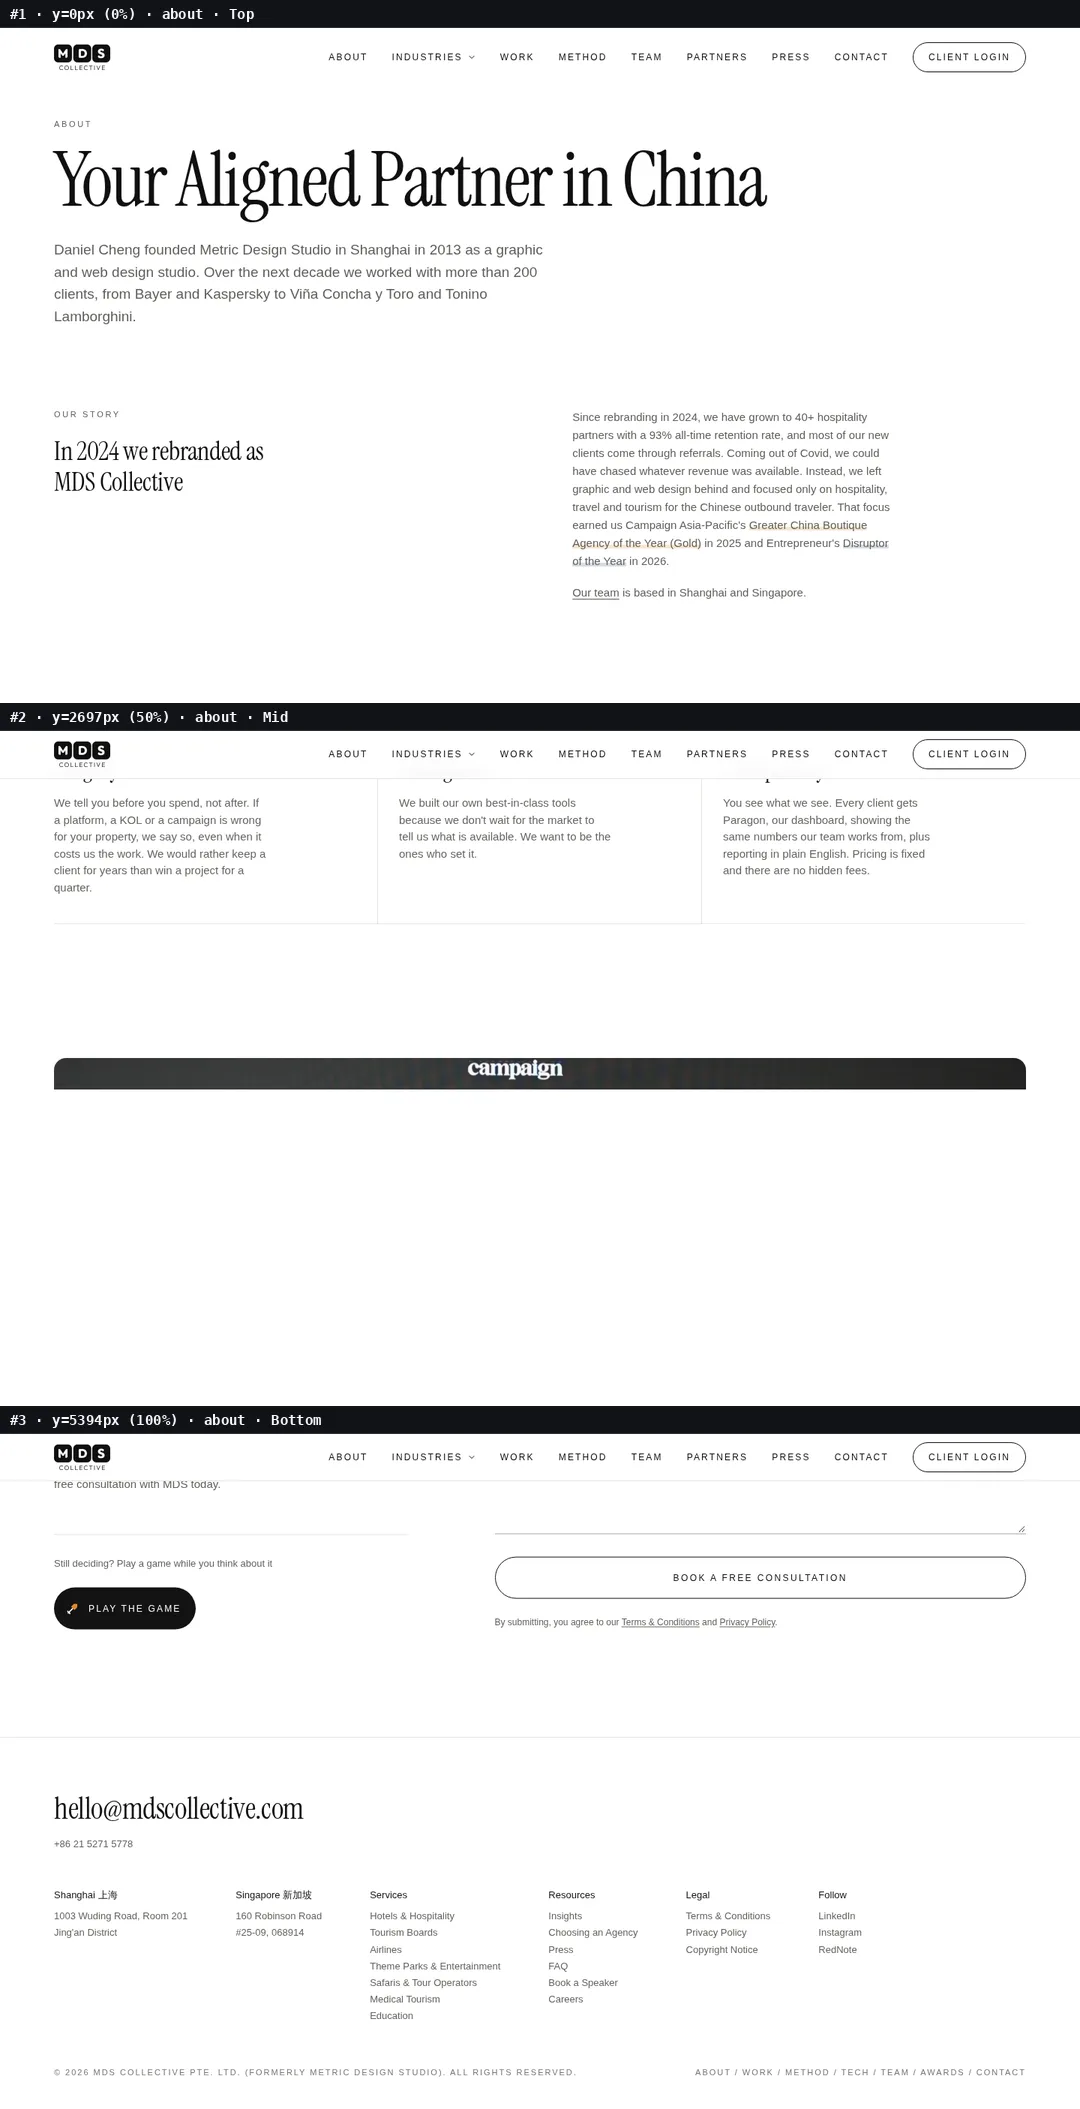 #1 · y=0px (0%) · about · Top
MDS
COLLECTIVE
ABOUT INDUSTRIES WORK METHOD TEAM PARTNERS PRESS CONTACT CLIENT LOGIN
ABOUT
Your Aligned Partner in China
Daniel Cheng founded Metric Design Studio in Shanghai in 2013 as a graphic
and web design studio. Over the next decade we worked with more than 200
clients, from Bayer and Kaspersky to Viña Concha y Toro and Tonino
Lamborghini.
OUR STORY
In 2024 we rebranded as
MDS Collective
Since rebranding in 2024, we have grown to 40+ hospitality
partners with a 93% all-time retention rate, and most of our new
clients come through referrals. Coming out of Covid, we could
have chased whatever revenue was available. Instead, we left
graphic and web design behind and focused only on hospitality,
travel and tourism for the Chinese outbound traveler. That focus
earned us Campaign Asia-Pacific's Greater China Boutique
Agency of the Year (Gold) in 2025 and Entrepreneur's Disruptor
of the Year in 2026.
Our team is based in Shanghai and Singapore.
#2 · y=2697px (50%) · about · Mid
MDS
COLLECTIVE
ABOUT INDUSTRIES WORK METHOD TEAM PARTNERS PRESS CONTACT CLIENT LOGIN
We tell you before you spend, not after. If
a platform, a KOL or a campaign is wrong
for your property, we say so, even when it
costs us the work. We would rather keep a
client for years than win a project for a
quarter.
We built our own best-in-class tools
because we don't wait for the market to
tell us what is available. We want to be the
ones who set it.
You see what we see. Every client gets
Paragon, our dashboard, showing the
same numbers our team works from, plus
reporting in plain English. Pricing is fixed
and there are no hidden fees.
campaign
#3 · y=5394px (100%) · about · Bottom
MDS
COLLECTIVE
ABOUT INDUSTRIES WORK METHOD TEAM PARTNERS PRESS CONTACT CLIENT LOGIN
free consultation with MDS today.
Still deciding? Play a game while you think about it
PLAY THE GAME
BOOK A FREE CONSULTATION
By submitting, you agree to our Terms & Conditions and Privacy Policy.
hello@mdscollective.com
+86 21 5271 5778
Shanghai 上海
1003 Wuding Road, Room 201
Jing'an District
Singapore 新加坡
160 Robinson Road
#25-09, 068914
Services
Hotels & Hospitality
Tourism Boards
Airlines
Theme Parks & Entertainment
Safaris & Tour Operators
Medical Tourism
Education
Resources
Insights
Choosing an Agency
Press
FAQ
Book a Speaker
Careers
Legal
Terms & Conditions
Privacy Policy
Copyright Notice
Follow
LinkedIn
Instagram
RedNote
© 2026 MDS COLLECTIVE PTE. LTD. (FORMERLY METRIC DESIGN STUDIO). ALL RIGHTS RESERVED.
ABOUT / WORK / METHOD / TECH / TEAM / AWARDS / CONTACT